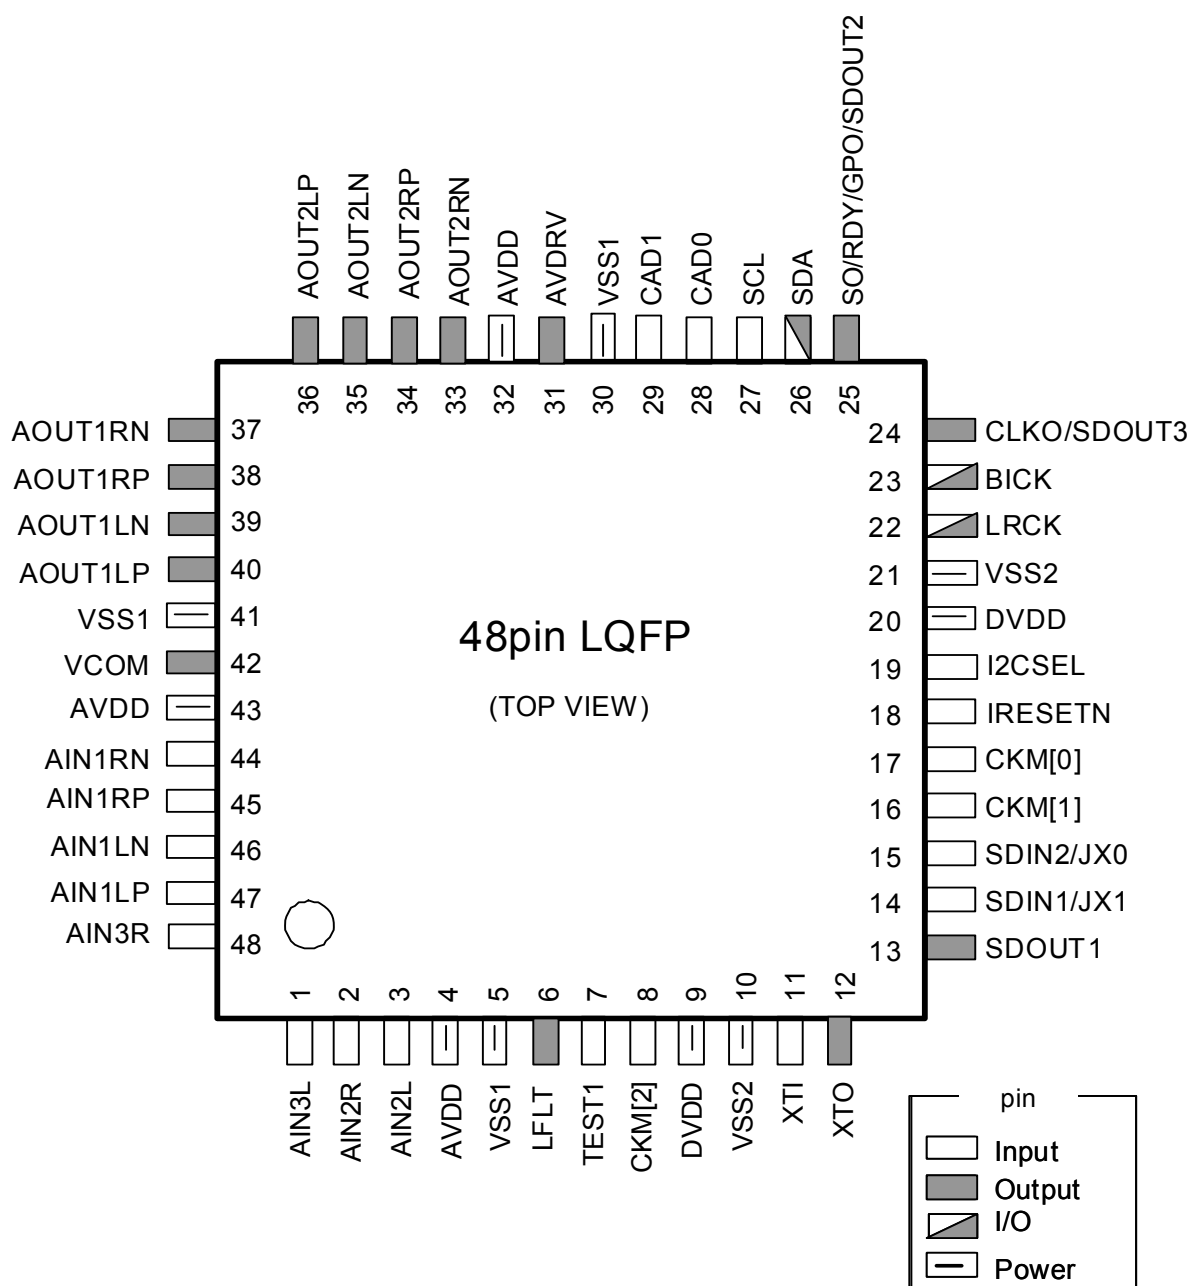 AOUT2LP
AOUT2LN
AOUT2RP
AOUT2RN
AVDD
AVDRV
VSS1
CAD1
CAD0
SCL
SDA
SO/RDY/GPO/SDOUT2
36
35
34
33
32
31
30
29
28
27
26
25
AOUT1RN 37
AOUT1RP 38
AOUT1LN 39
AOUT1LP 40
VSS1 41
VCOM 42
AVDD 43
AIN1RN 44
AIN1RP 45
AIN1LN 46
AIN1LP 47
AIN3R 48
48pin LQFP
(TOP VIEW)
24 CLKO/SDOUT3
23 BICK
22 LRCK
21 VSS2
20 DVDD
19 I2CSEL
18 IRESETN
17 CKM[0]
16 CKM[1]
15 SDIN2/JX0
14 SDIN1/JX1
13 SDOUT1
1
2
3
4
5
6
7
8
9
10
11
12
AIN3L
AIN2R
AIN2L
AVDD
VSS1
LFLT
TEST1
CKM[2]
DVDD
VSS2
XTI
XTO
pin
Input
Output
I/O
Power